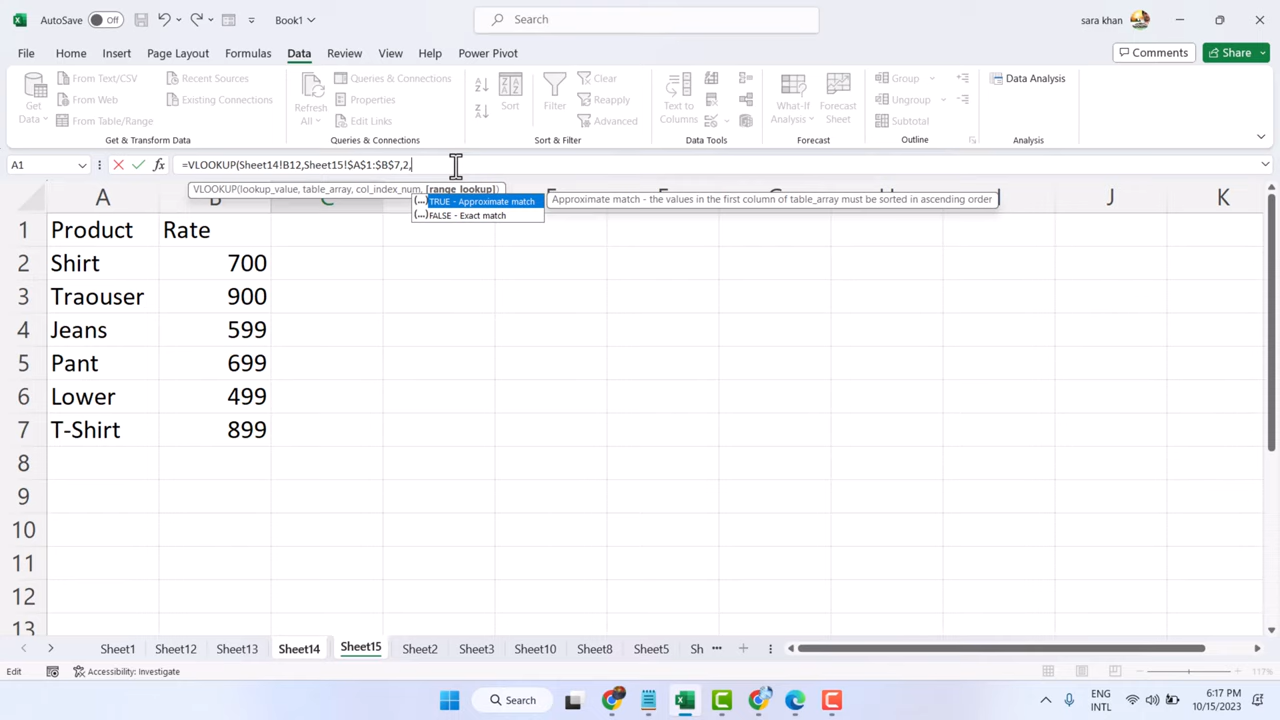 AutoSave Off Book1 Search sara khan
File Home Insert Page Layout Formulas Data Review View Help Power Pivot Comments Share
Get Data From Text/CSV Recent Sources Refresh All Queries & Connections Sort Filter Clear Text to Columns What-If Analysis Forecast Sheet Group Data Analysis
From Web Existing Connections Properties Reapply Ungroup
From Table/Range Edit Links Advanced Subtotal
Get & Transform Data Queries & Connections Sort & Filter Data Tools Forecast Outline Analysis
A1 fx =VLOOKUP(Sheet14!B12,Sheet15!$A$1:$B$7,2,
VLOOKUP(lookup_value, table_array, col_index_num, [range_lookup])
(...) TRUE - Approximate match Approximate match - the values in the first column of table_array must be sorted in ascending order
(...) FALSE - Exact match
A J K
1 Product Rate
2 Shirt 700
3 Traouser 900
4 Jeans 599
5 Pant 699
6 Lower 499
7 T-Shirt 899
8
9
10
11
12
13
Sheet1 Sheet12 Sheet13 Sheet14 Sheet15 Sheet2 Sheet3 Sheet10 Sheet8 Sheet5 Sh ...
Edit Accessibility: Investigate 117%
Search ENG INTL 6:17 PM 10/15/2023